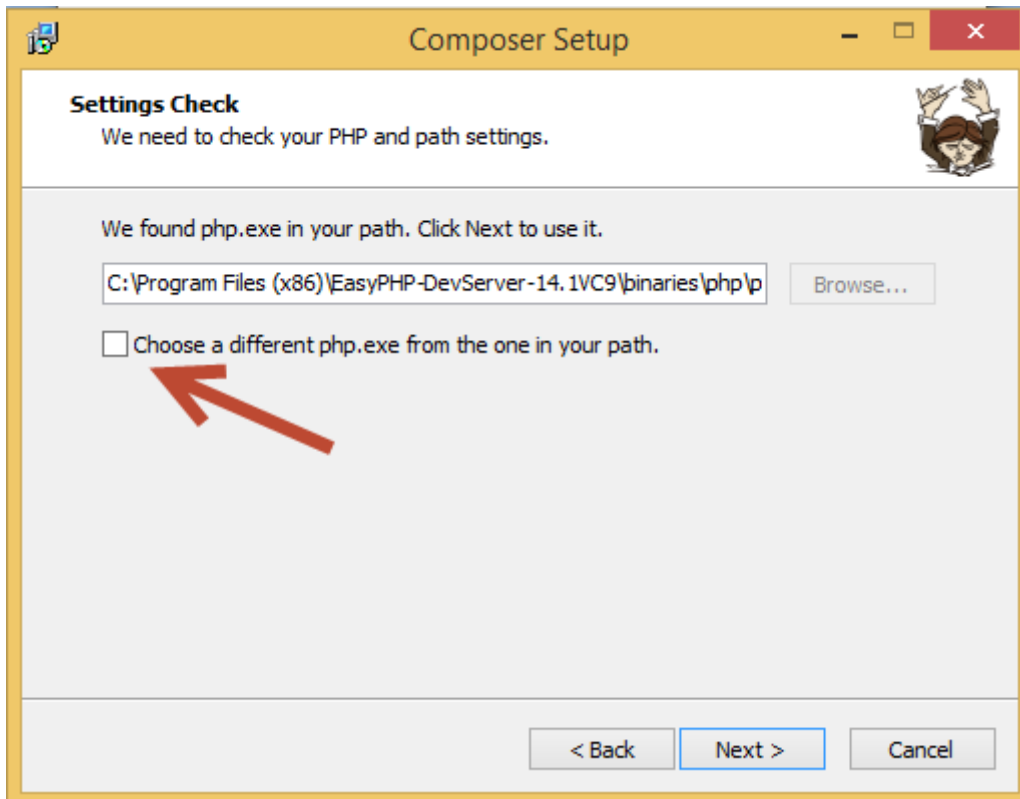 Composer Setup
Settings Check
We need to check your PHP and path settings.
We found php.exe in your path. Click Next to use it.
C:\Program Files (x86)\EasyPHP-DevServer-14.1VC9\binaries\php\p
Browse...
Choose a different php.exe from the one in your path.
< Back
Next >
Cancel